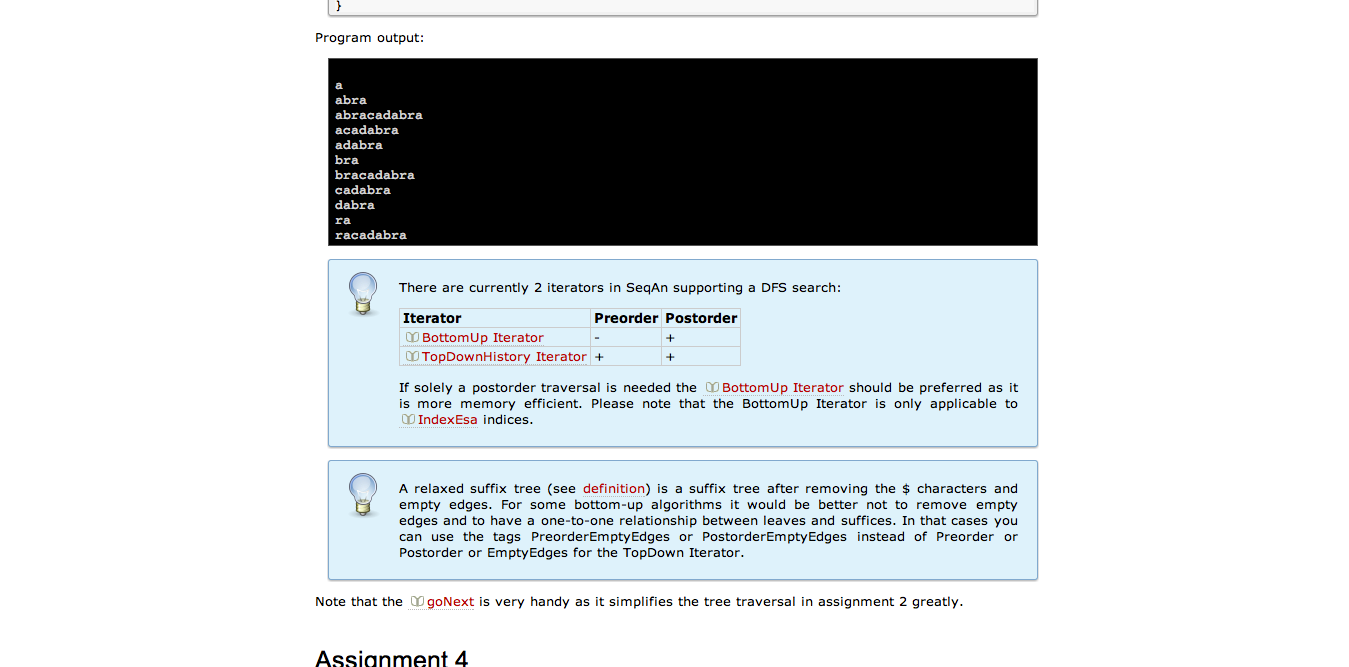 }
Program output:
a
abra
abracadabra
acadabra
adabra
bra
bracadabra
cadabra
dabra
ra
racadabra
There are currently 2 iterators in SeqAn supporting a DFS search:
Iterator Preorder Postorder
BottomUp Iterator - +
TopDownHistory Iterator + +
If solely a postorder traversal is needed the BottomUp Iterator should be preferred as it
is more memory efficient. Please note that the BottomUp Iterator is only applicable to
IndexEsa indices.
A relaxed suffix tree (see definition) is a suffix tree after removing the $ characters and
empty edges. For some bottom-up algorithms it would be better not to remove empty
edges and to have a one-to-one relationship between leaves and suffices. In that cases you
can use the tags PreorderEmptyEdges or PostorderEmptyEdges instead of Preorder or
Postorder or EmptyEdges for the TopDown Iterator.
Note that the goNext is very handy as it simplifies the tree traversal in assignment 2 greatly.
Assignment 4